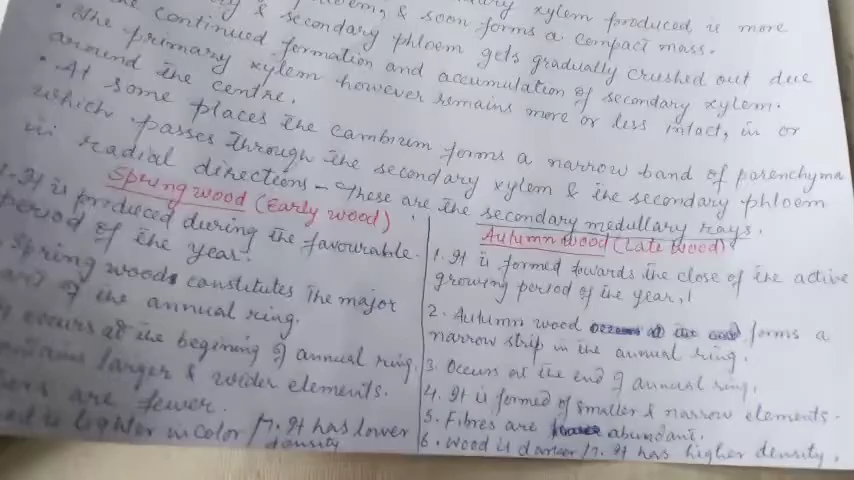 xylem produced, is more
& soon forms a compact mass.
& secondary phloem gets gradually crushed out due
continued formation and accumulation of secondary xylem.
• The primary xylem however remains more or less intact, in or
around the centre.
• At some places the cambium forms a narrow band of parenchyma
which passes through the secondary xylem & the secondary phloem
in radial directions - These are the secondary medullary rays.
Spring wood (Early wood)
1. It is produced during the favourable
period of the year.
Spring woods constitutes the major
of the annual ring.
occurs at the begining of annual ring.
larger & wider elements.
are fewer.
lighter in color / 7. It has lower
density
Autumn wood (Late wood)
1. It is formed towards the close of the active
growing period of the year,
2. Autumn wood forms a
narrow strip in the annual ring.
3. Occurs at the end of annual ring.
4. It is formed of smaller & narrow elements.
5. Fibres are abundant.
6. Wood is darker / 7. It has higher density.